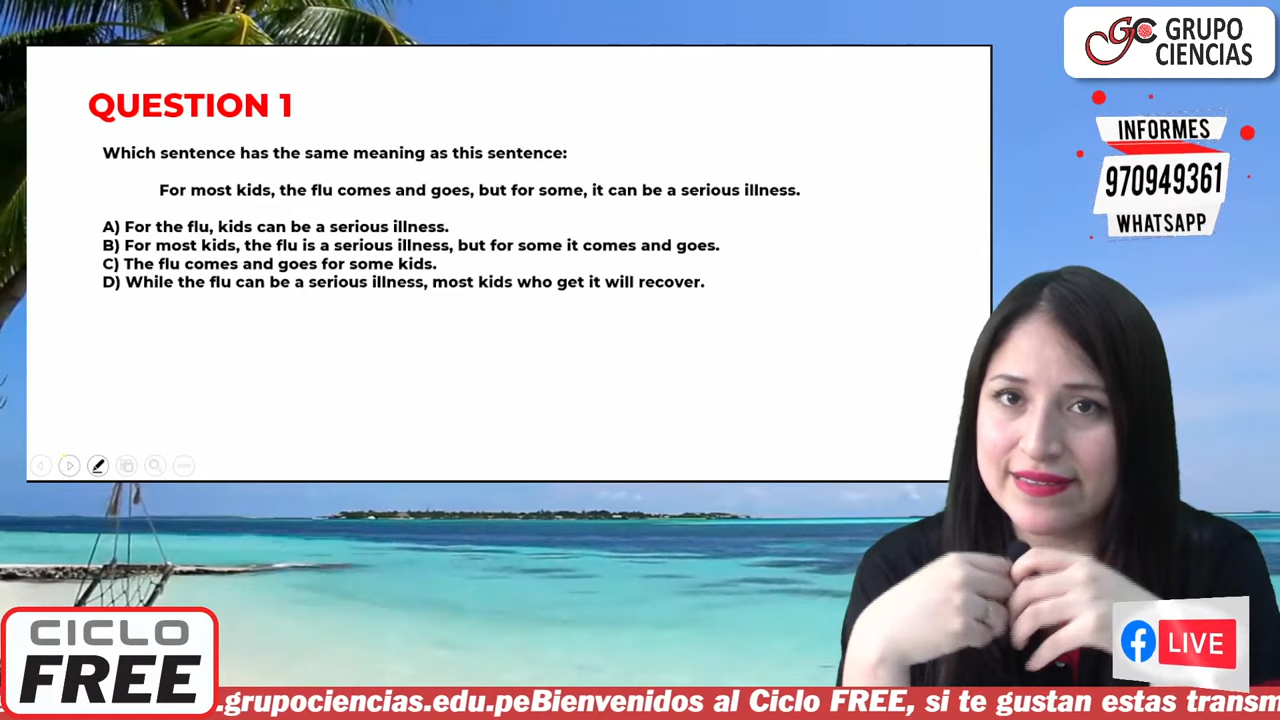 GRUPO
CIENCIAS
INFORMES
970949361
WHATSAPP
QUESTION 1
Which sentence has the same meaning as this sentence:
For most kids, the flu comes and goes, but for some, it can be a serious illness.
A) For the flu, kids can be a serious illness.
B) For most kids, the flu is a serious illness, but for some it comes and goes.
C) The flu comes and goes for some kids.
D) While the flu can be a serious illness, most kids who get it will recover.
CICLO
FREE
LIVE
.grupociencias.edu.peBienvenidos al Ciclo FREE, si te gustan estas transm